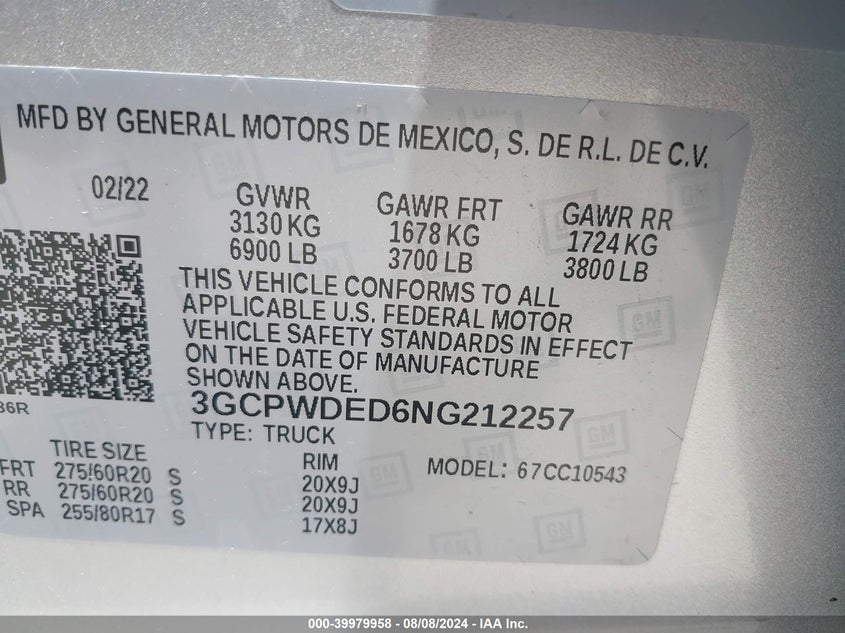 MFD BY GENERAL MOTORS DE MEXICO, S. DE R.L. DE C.V.
02/22 GVWR GAWR FRT GAWR RR
3130 KG 1678 KG 1724 KG
6900 LB 3700 LB 3800 LB
THIS VEHICLE CONFORMS TO ALL
APPLICABLE U.S. FEDERAL MOTOR
VEHICLE SAFETY STANDARDS IN EFFECT
ON THE DATE OF MANUFACTURE
SHOWN ABOVE.
36R
3GCPWDED6NG212257
TYPE: TRUCK
TIRE SIZE RIM MODEL: 67CC10543
FRT 275/60R20 S 20X9J
RR 275/60R20 S 20X9J
SPA 255/80R17 S 17X8J
GM
000-39979958 - 08/08/2024 - IAA Inc.